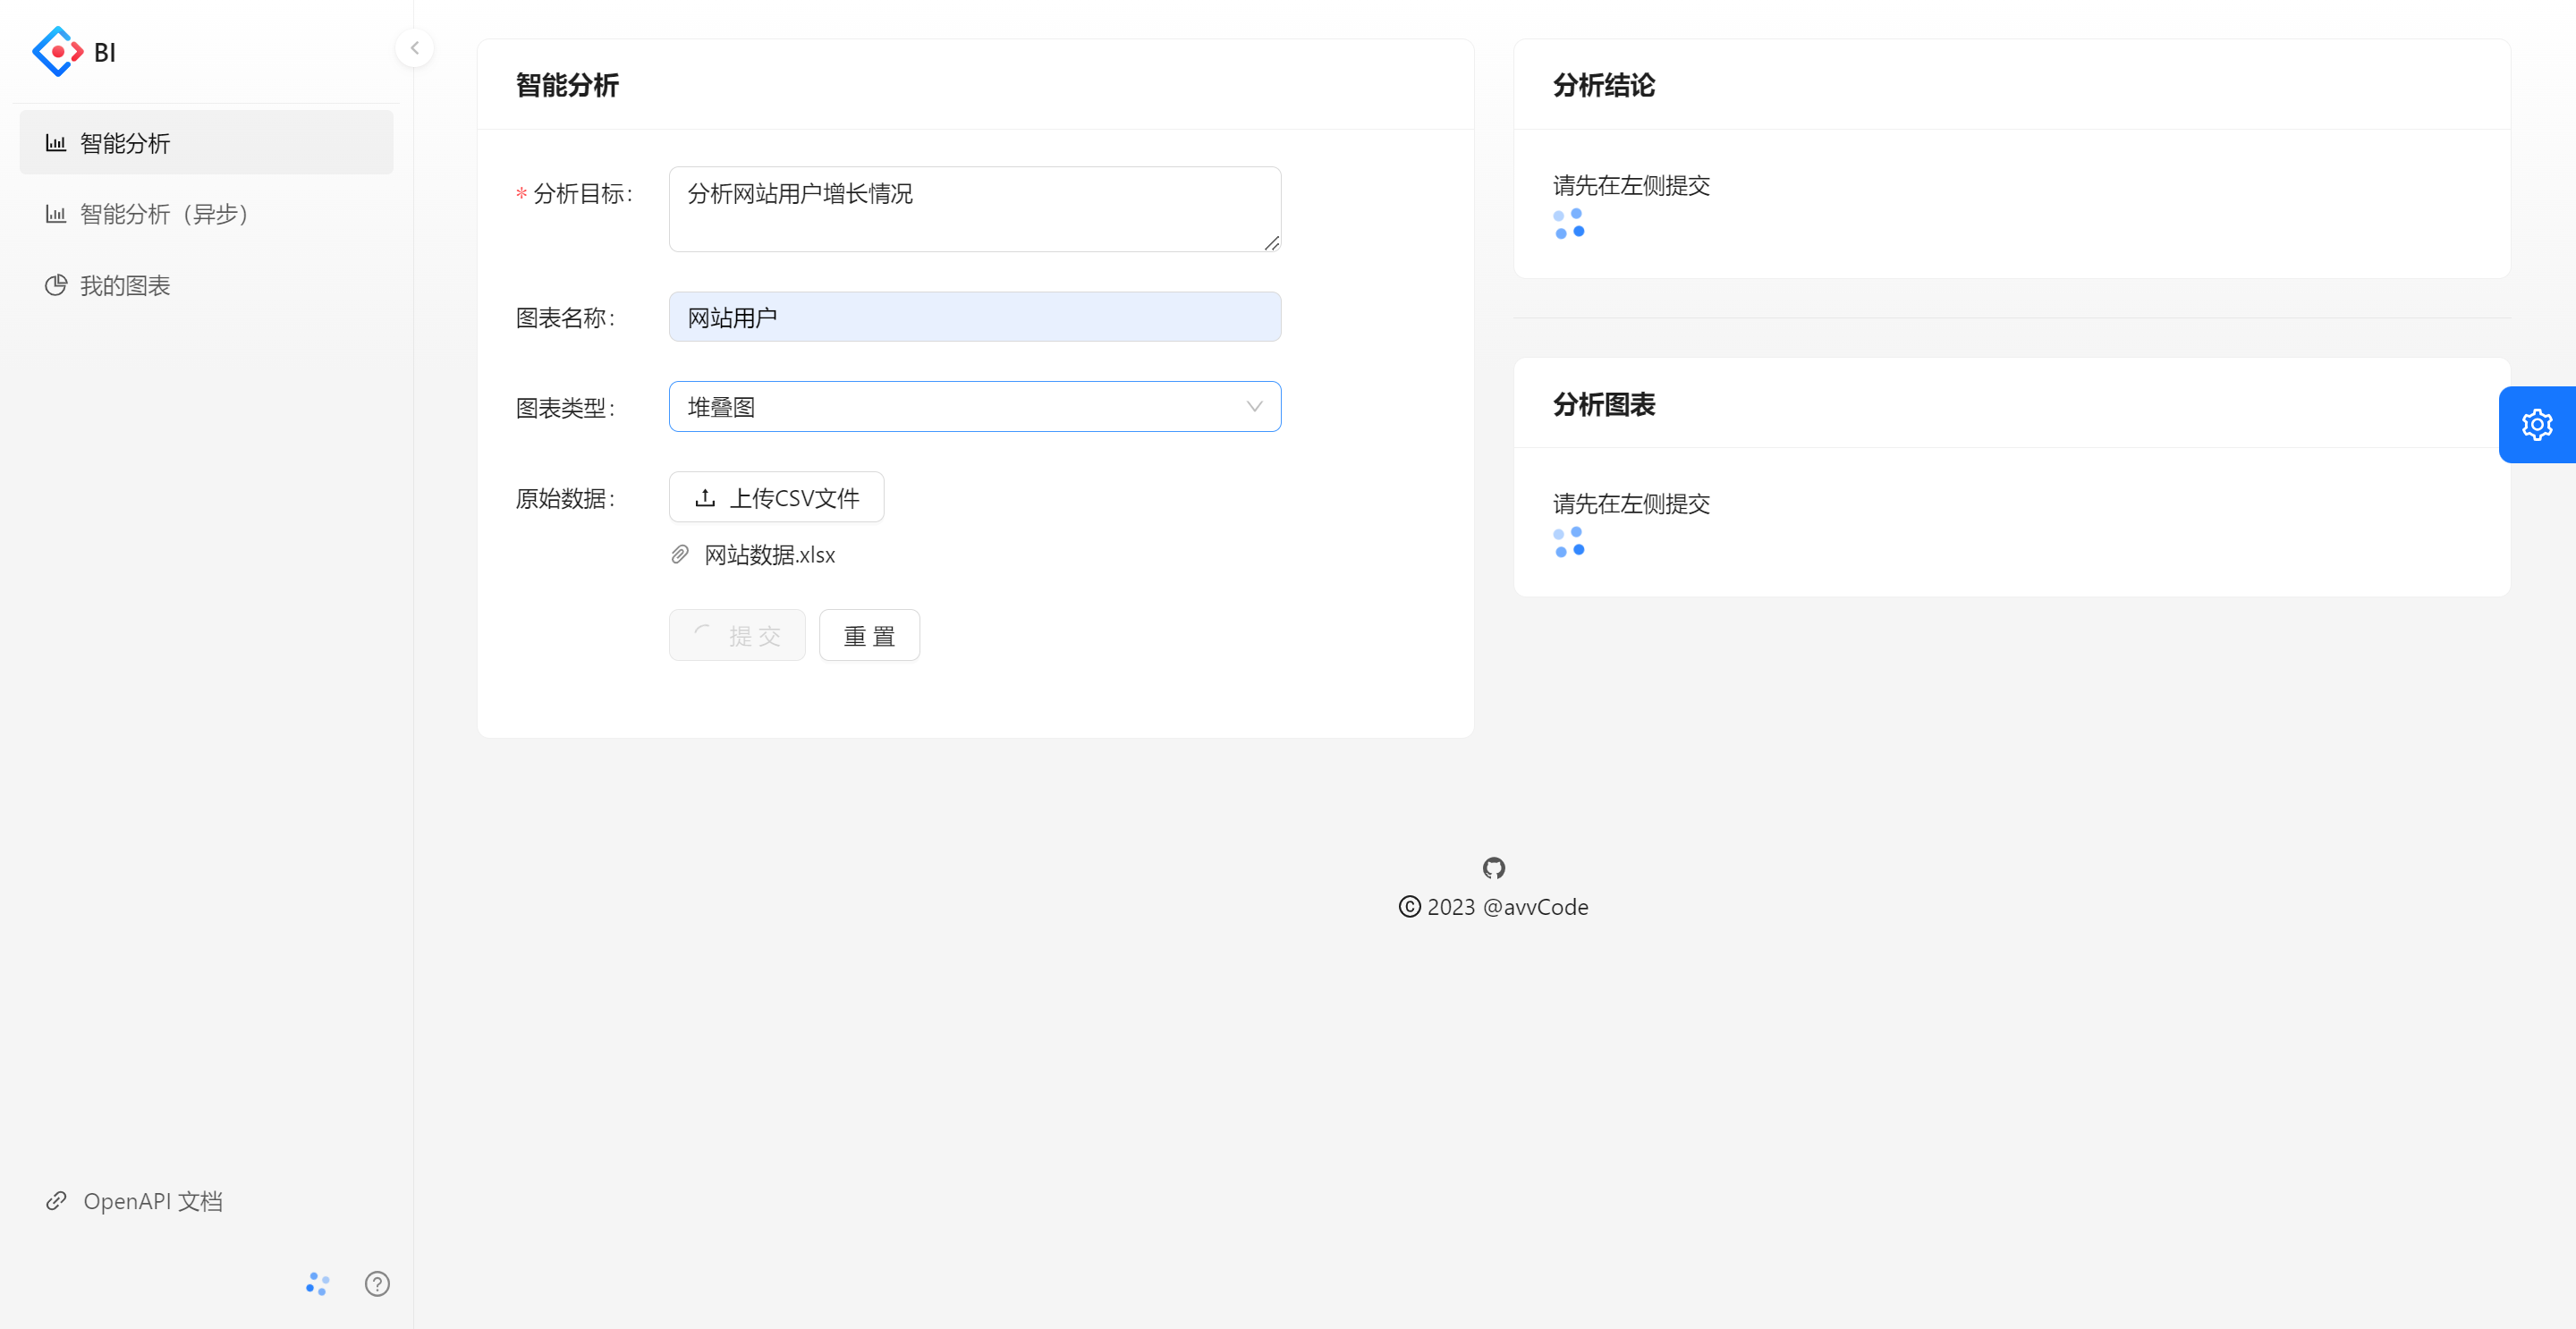 BI
智能分析
智能分析（异步）
我的图表
OpenAPI 文档
智能分析
* 分析目标：
分析网站用户增长情况
图表名称：
网站用户
图表类型：
堆叠图
原始数据：
上传CSV文件
网站数据.xlsx
提 交
重 置
分析结论
请先在左侧提交
分析图表
请先在左侧提交
© 2023 @avvCode